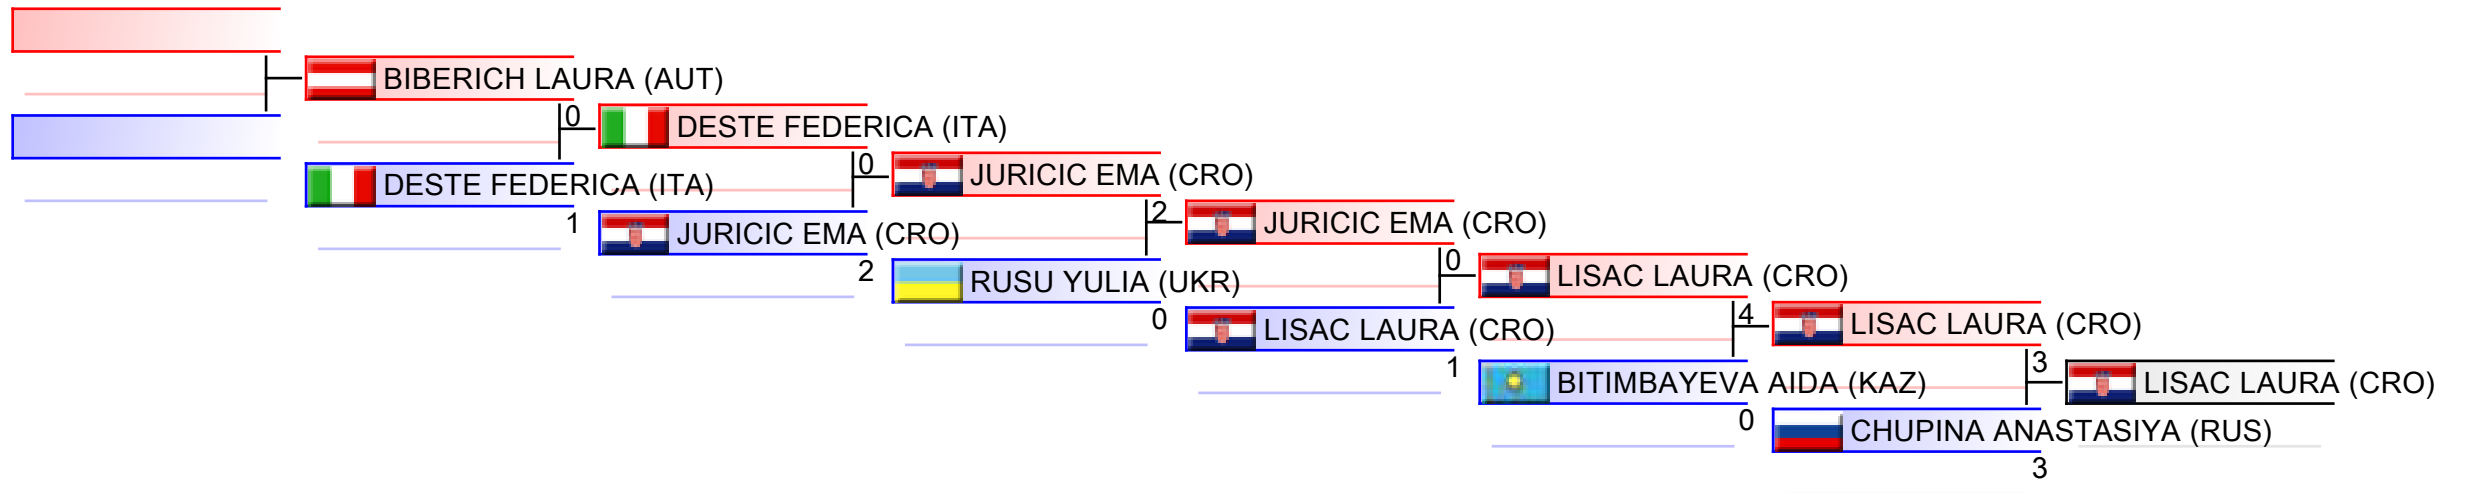 BIBERICH LAURA (AUT)
0
DESTE FEDERICA (ITA)
1
DESTE FEDERICA (ITA)
0
JURICIC EMA (CRO)
2
JURICIC EMA (CRO)
2
RUSU YULIA (UKR)
0
JURICIC EMA (CRO)
0
LISAC LAURA (CRO)
1
LISAC LAURA (CRO)
4
BITIMBAYEVA AIDA (KAZ)
0
LISAC LAURA (CRO)
3
CHUPINA ANASTASIYA (RUS)
3
LISAC LAURA (CRO)